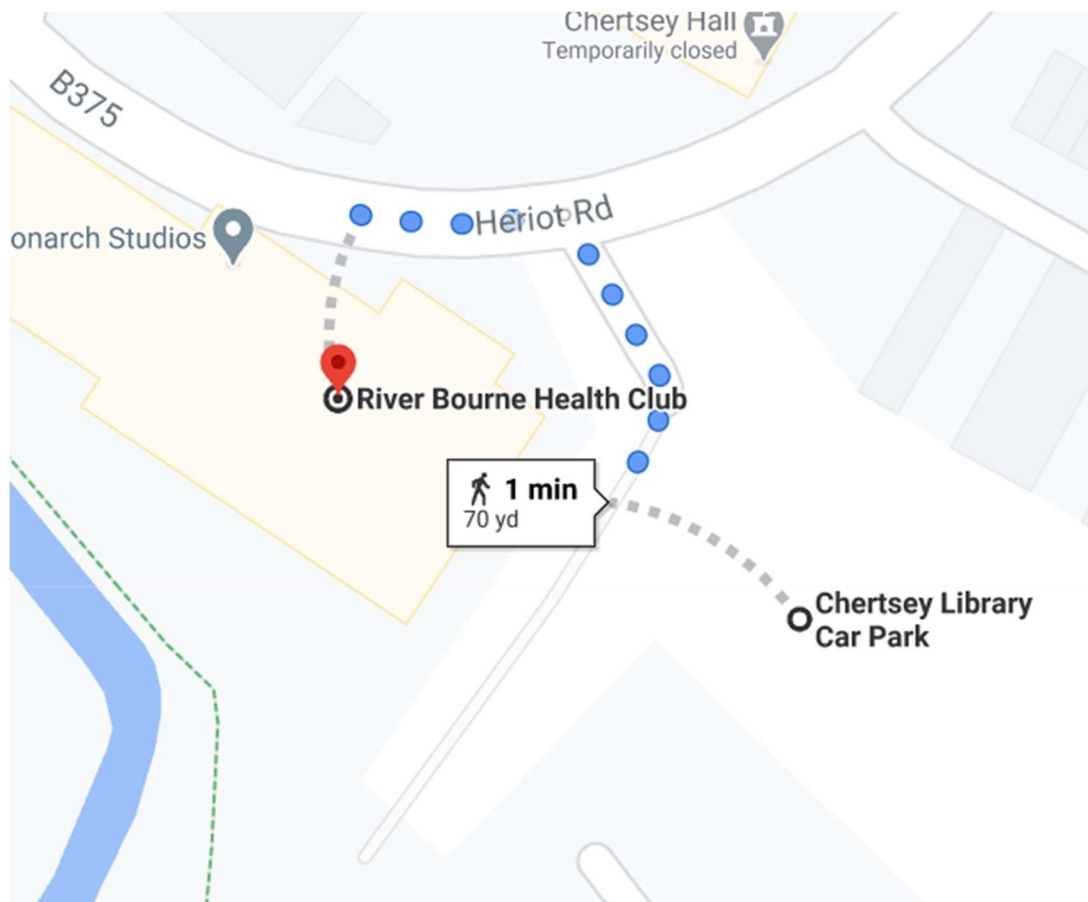 Chertsey Hall
Temporarily closed
B375
Heriot Rd
onarch Studios
River Bourne Health Club
1 min
70 yd
Chertsey Library
Car Park